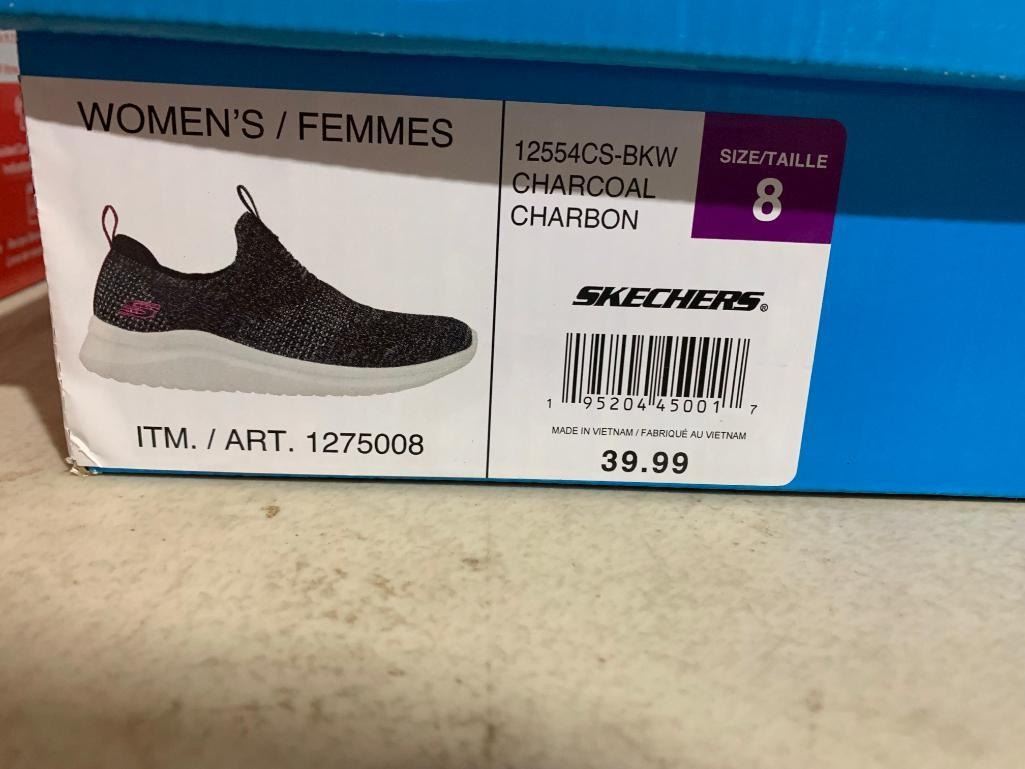 WOMEN'S / FEMMES
ITM. / ART. 1275008
12554CS-BKW
CHARCOAL
CHARBON
SIZE/TAILLE
8
SKECHERS®
1 95204 45001 7
MADE IN VIETNAM / FABRIQUÉ AU VIETNAM
39.99